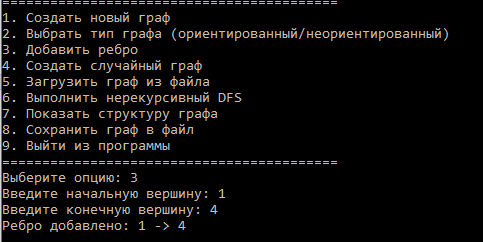 ==========================================
1. Создать новый граф
2. Выбрать тип графа (ориентированный/неориентированный)
3. Добавить ребро
4. Создать случайный граф
5. Загрузить граф из файла
6. Выполнить нерекурсивный DFS
7. Показать структуру графа
8. Сохранить граф в файл
9. Выйти из программы
==========================================
Выберите опцию: 3
Введите начальную вершину: 1
Введите конечную вершину: 4
Ребро добавлено: 1 -> 4